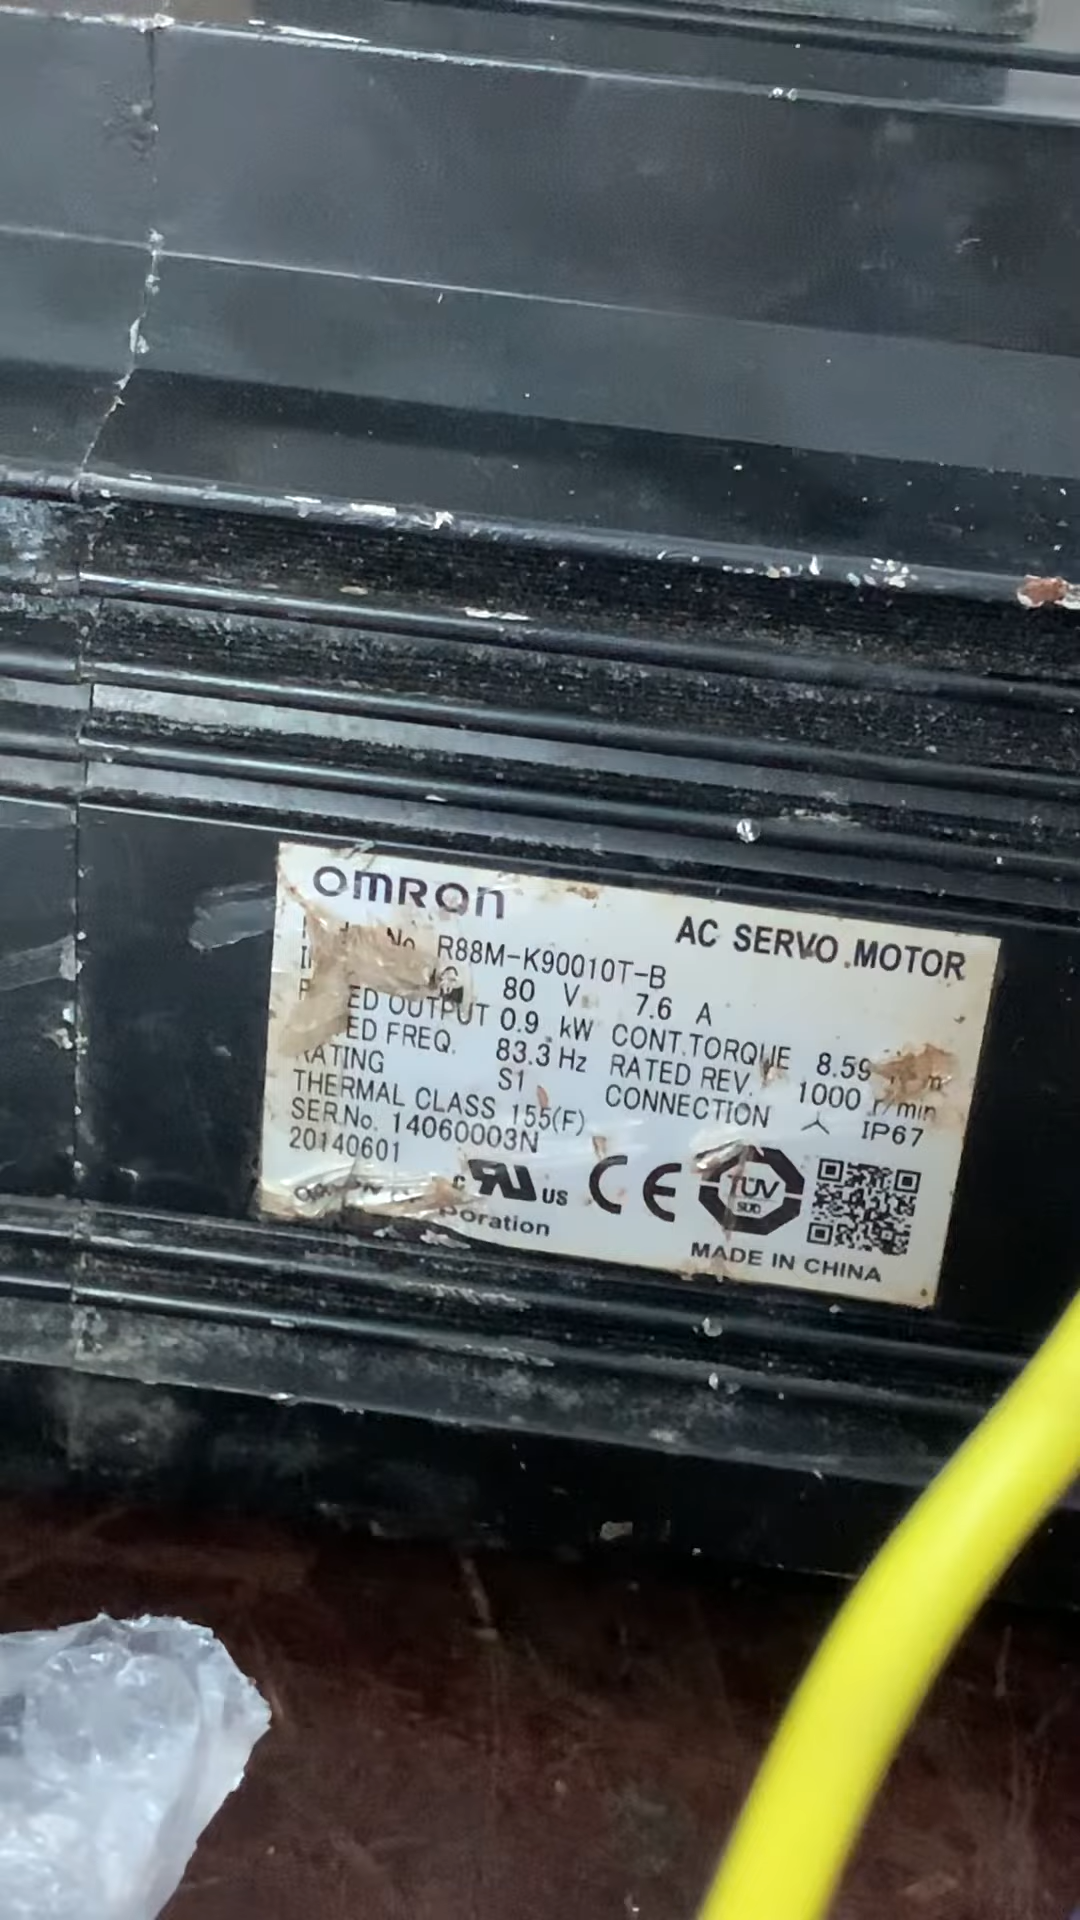 OMRON
AC SERVO MOTOR
No. R88M-K90010T-B
80 V 7.6 A
ED OUTPUT 0.9 kW CONT.TORQUE 8.59
ED FREQ. 83.3 Hz RATED REV. 1000 r/min
RATING S1 CONNECTION IP67
THERMAL CLASS 155(F)
SER.No. 14060003N
20140601
c RU US CE TÜV SÜD
poration
MADE IN CHINA